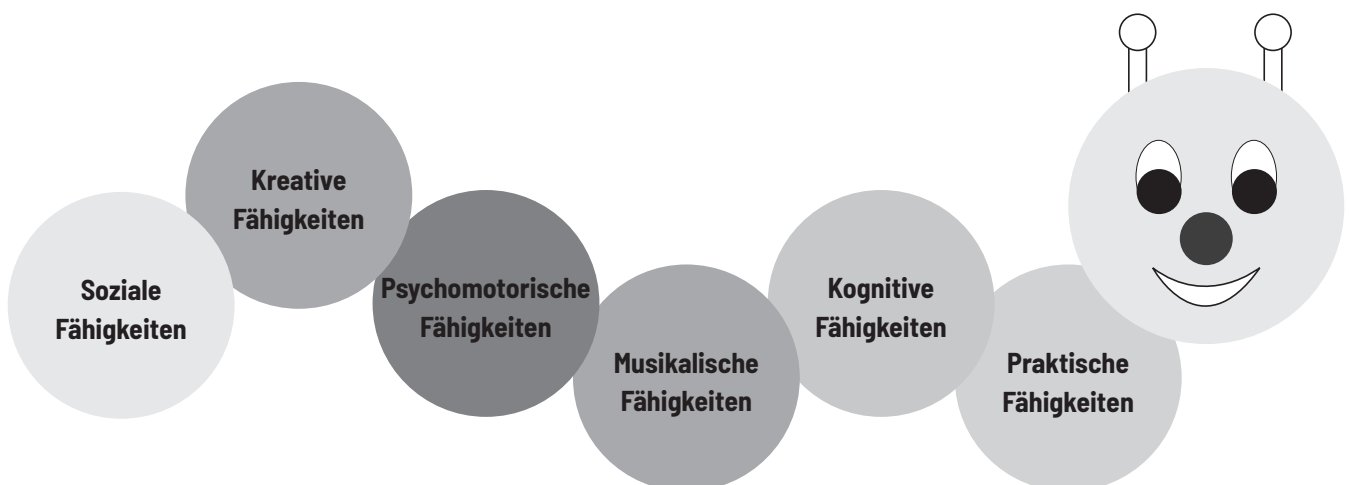 Soziale
Fähigkeiten
Kreative
Fähigkeiten
Psychomotorische
Fähigkeiten
Musikalische
Fähigkeiten
Kognitive
Fähigkeiten
Praktische
Fähigkeiten